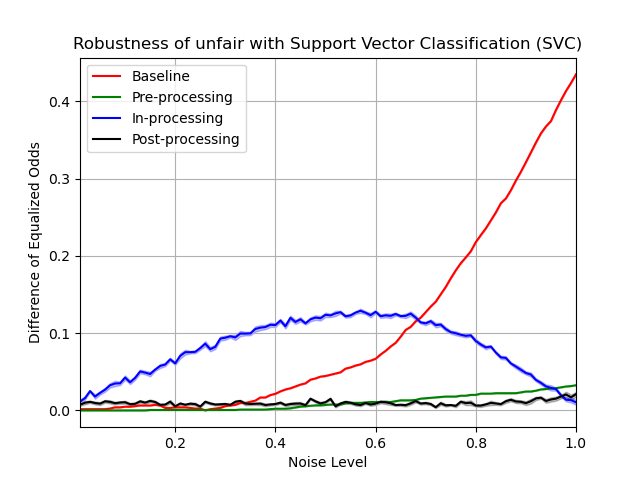 Robustness of unfair with Support Vector Classification (SVC)
Baseline
Pre-processing
In-processing
Post-processing
Difference of Equalized Odds
0.4
0.3
0.2
0.1
0.0
0.2 0.4 0.6 0.8 1.0
Noise Level